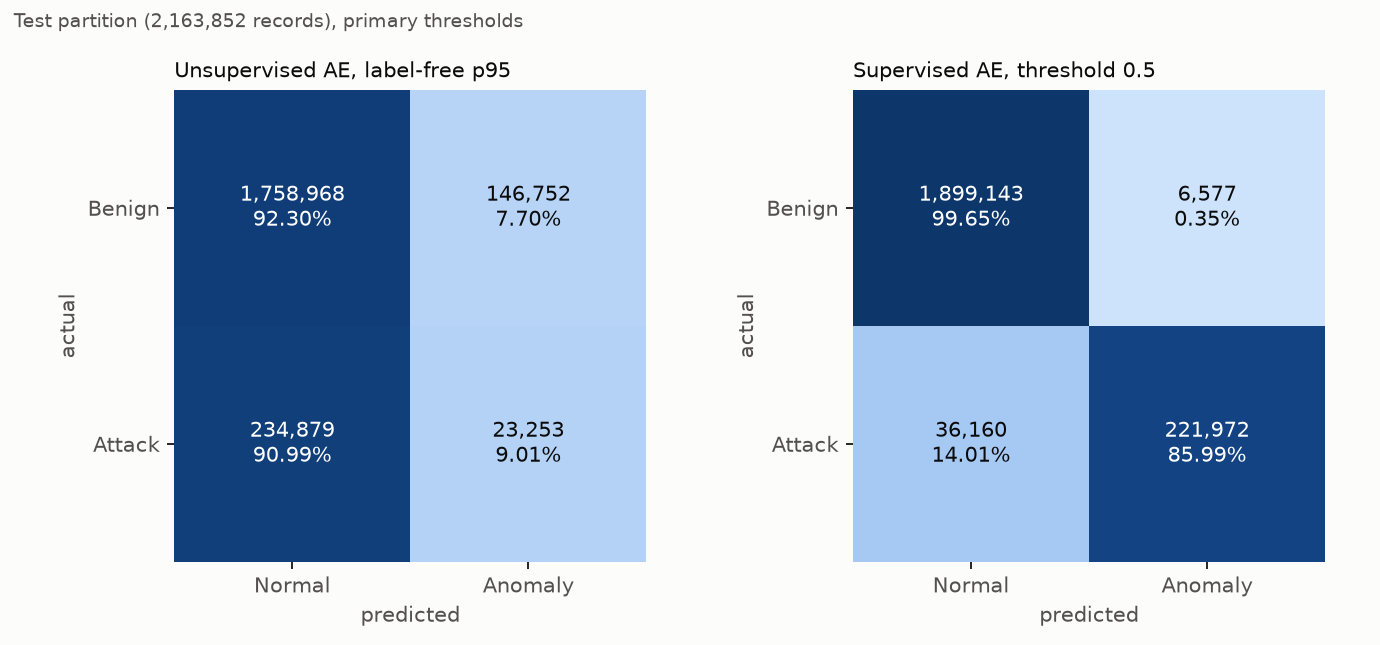 Test partition (2,163,852 records), primary thresholds
Unsupervised AE, label-free p95
actual
Benign
Attack
1,758,968
92.30%
146,752
7.70%
234,879
90.99%
23,253
9.01%
Normal
Anomaly
predicted
Supervised AE, threshold 0.5
actual
Benign
Attack
1,899,143
99.65%
6,577
0.35%
36,160
14.01%
221,972
85.99%
Normal
Anomaly
predicted